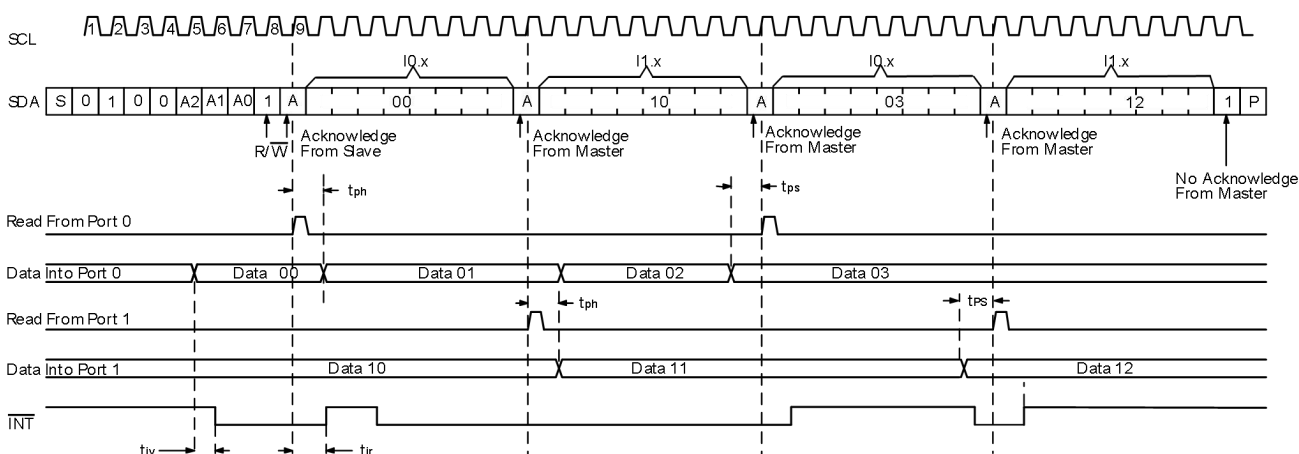 SCL 1 2 3 4 5 6 7 8 9
I0.x I1.x I0.x I1.x
SDA S 0 1 0 0 A2 A1 A0 1 A 00 A 10 A 03 A 12 1 P
R/W
Acknowledge
From Slave
Acknowledge
From Master
Acknowledge
From Master
Acknowledge
From Master
No Acknowledge
From Master
tph tps
Read From Port 0
Data Into Port 0 Data 00 Data 01 Data 02 Data 03
tph tPS
Read From Port 1
Data Into Port 1 Data 10 Data 11 Data 12
INT
tiv tir